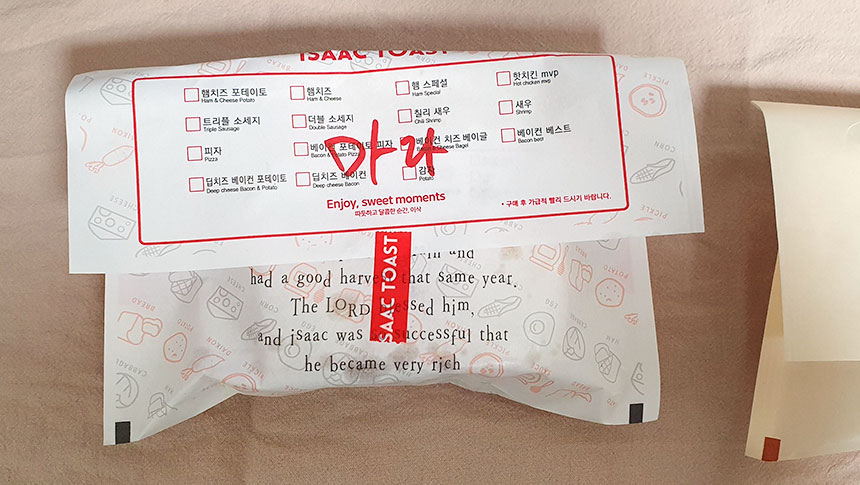 ISAAC TOAST
햄치즈 포테이토
Ham & Cheese Potato
햄치즈
Ham & Cheese
햄 스페셜
Ham Special
핫치킨 mvp
Hot chicken mvp
트리플 소세지
Triple Sausage
더블 소세지
Double Sausage
칠리 새우
Chili Shrimp
새우
Shrimp
피자
Pizza
베이컨 포테이토 피자
Bacon & Potato Pizza
베이컨 치즈 베이글
Bacon & Cheese Bagel
베이컨 베스트
Bacon best
딥치즈 베이컨 포테이토
Deep cheese Bacon & Potato
딥치즈 베이컨
Deep cheese Bacon
감자
Potato
마라
Enjoy, sweet moments
따뜻하고 달콤한 순간, 이삭
* 구매 후 가급적 빨리 드시기 바랍니다.
and
had a good harvest that same year.
The LORD blessed him,
and isaac was so successful that
he became very rich
ISAAC TOAST